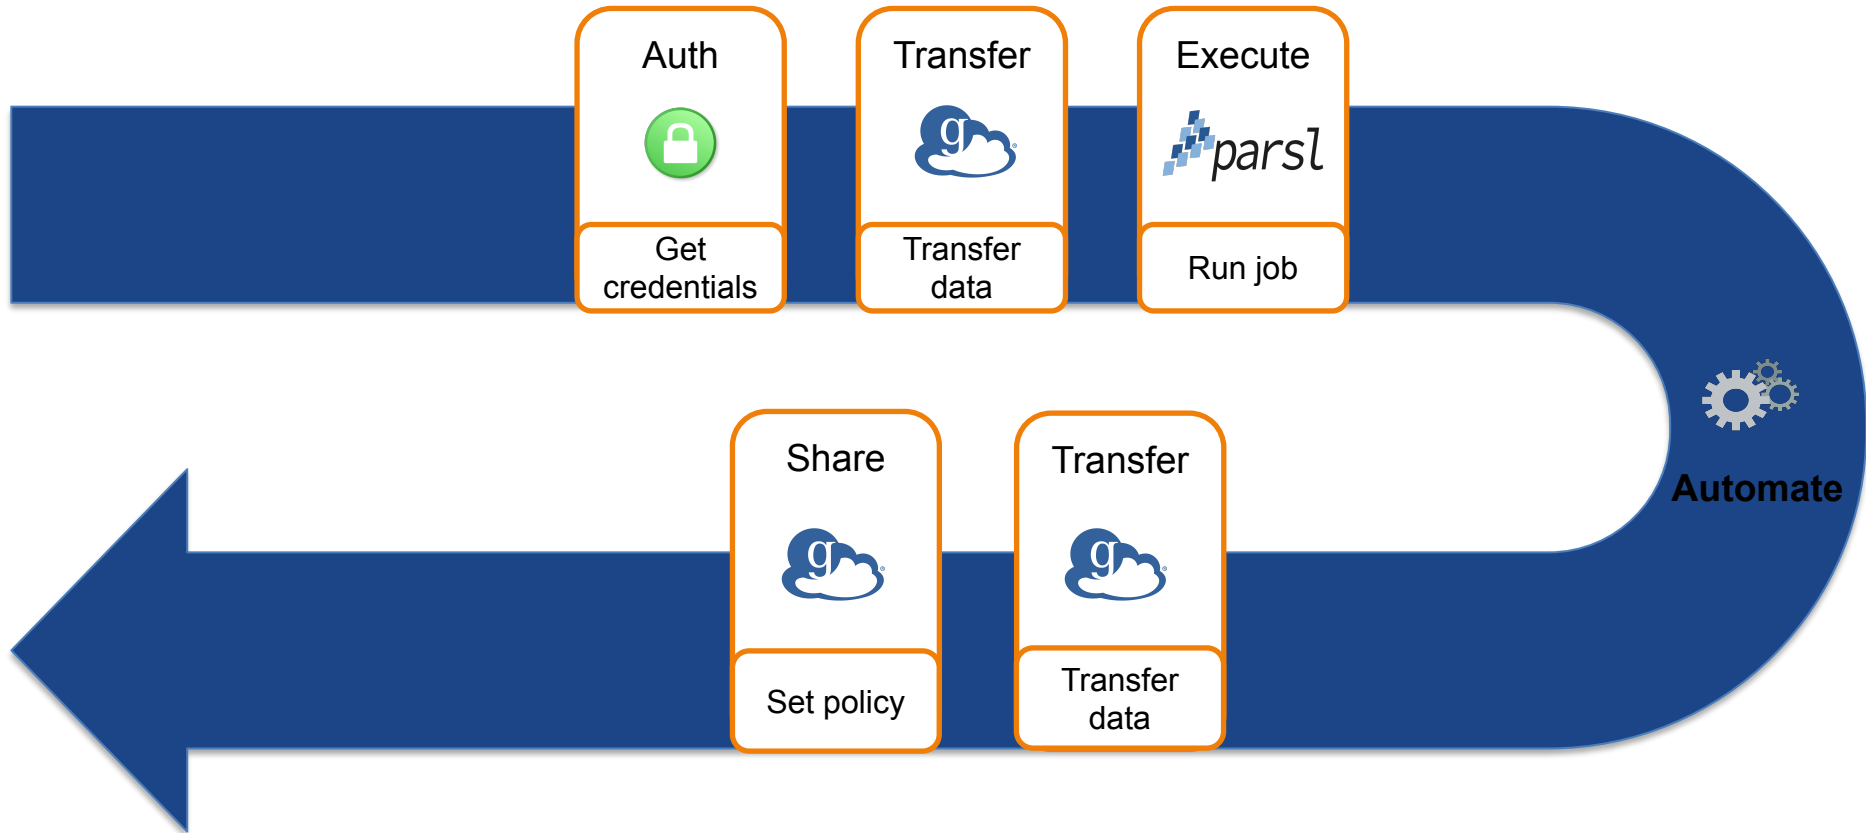 Auth
Get
credentials
Transfer
g
Transfer
data
Execute
parsl
Run job
Automate
Share
g
Set policy
Transfer
g
Transfer
data